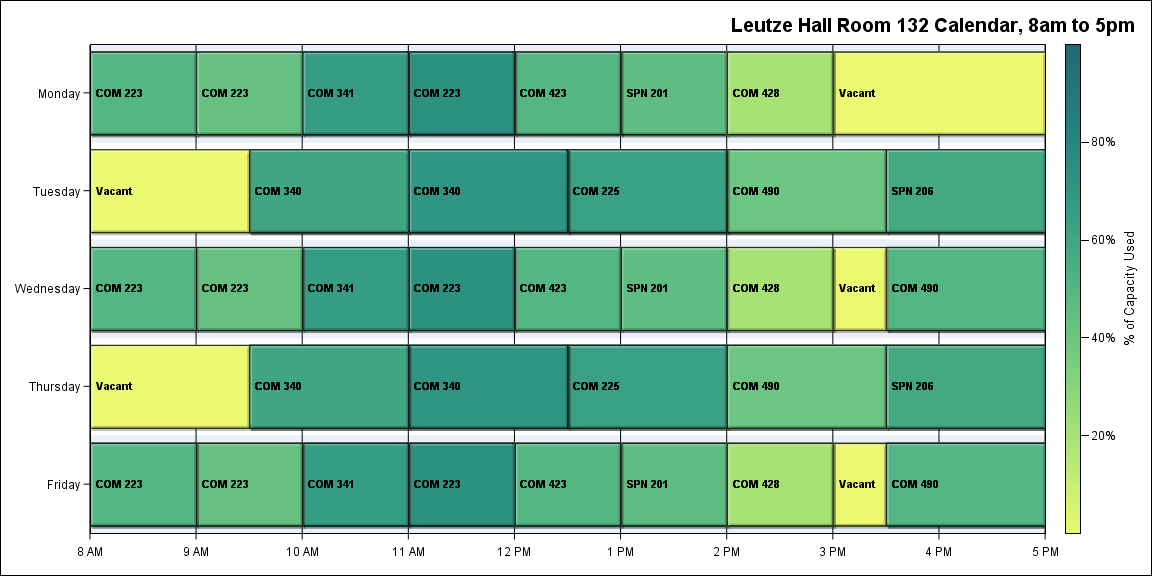 Leutze Hall Room 132 Calendar, 8am to 5pm
Monday
COM 223
COM 223
COM 341
COM 223
COM 423
SPN 201
COM 428
Vacant
Tuesday
Vacant
COM 340
COM 340
COM 225
COM 490
SPN 206
Wednesday
COM 223
COM 223
COM 341
COM 223
COM 423
SPN 201
COM 428
Vacant
COM 490
Thursday
Vacant
COM 340
COM 340
COM 225
COM 490
SPN 206
Friday
COM 223
COM 223
COM 341
COM 223
COM 423
SPN 201
COM 428
Vacant
COM 490
8 AM
9 AM
10 AM
11 AM
12 PM
1 PM
2 PM
3 PM
4 PM
5 PM
80%
60%
40%
20%
% of Capacity Used